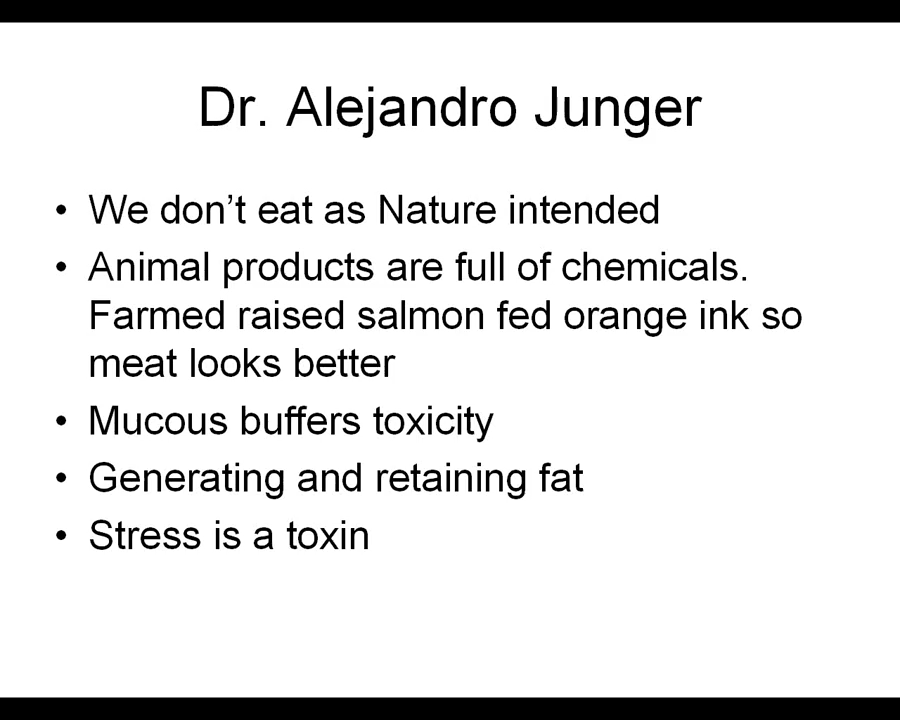 Dr. Alejandro Junger
• We don't eat as Nature intended
• Animal products are full of chemicals.
Farmed raised salmon fed orange ink so
meat looks better
• Mucous buffers toxicity
• Generating and retaining fat
• Stress is a toxin